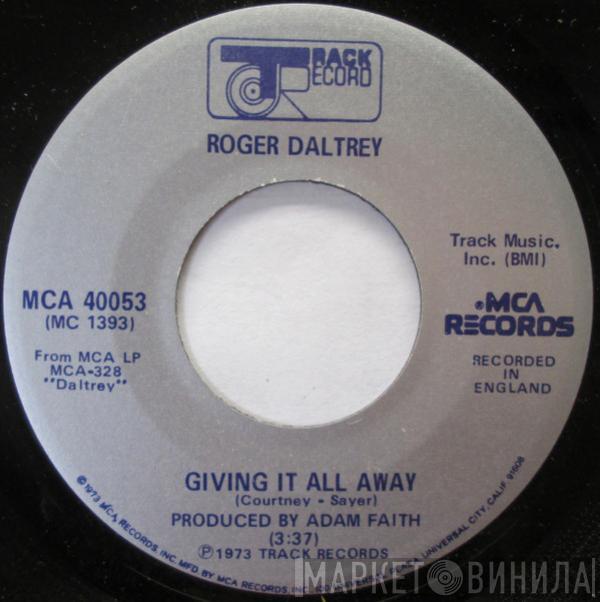 TRACK
RECORD
ROGER DALTREY
Track Music,
Inc. (BMI)
MCA 40053
(MC 1393)
MCA
RECORDS
From MCA LP
MCA-328
"Daltrey"
RECORDED
IN
ENGLAND
GIVING IT ALL AWAY
(Courtney - Sayer)
PRODUCED BY ADAM FAITH
(3:37)
℗ 1973 TRACK RECORDS
© 1973 MCA RECORDS, INC. MFD. BY MCA RECORDS, INC. 100 UNIVERSAL CITY, CALIF. 91608
МАРКЕТ ВИНИЛА